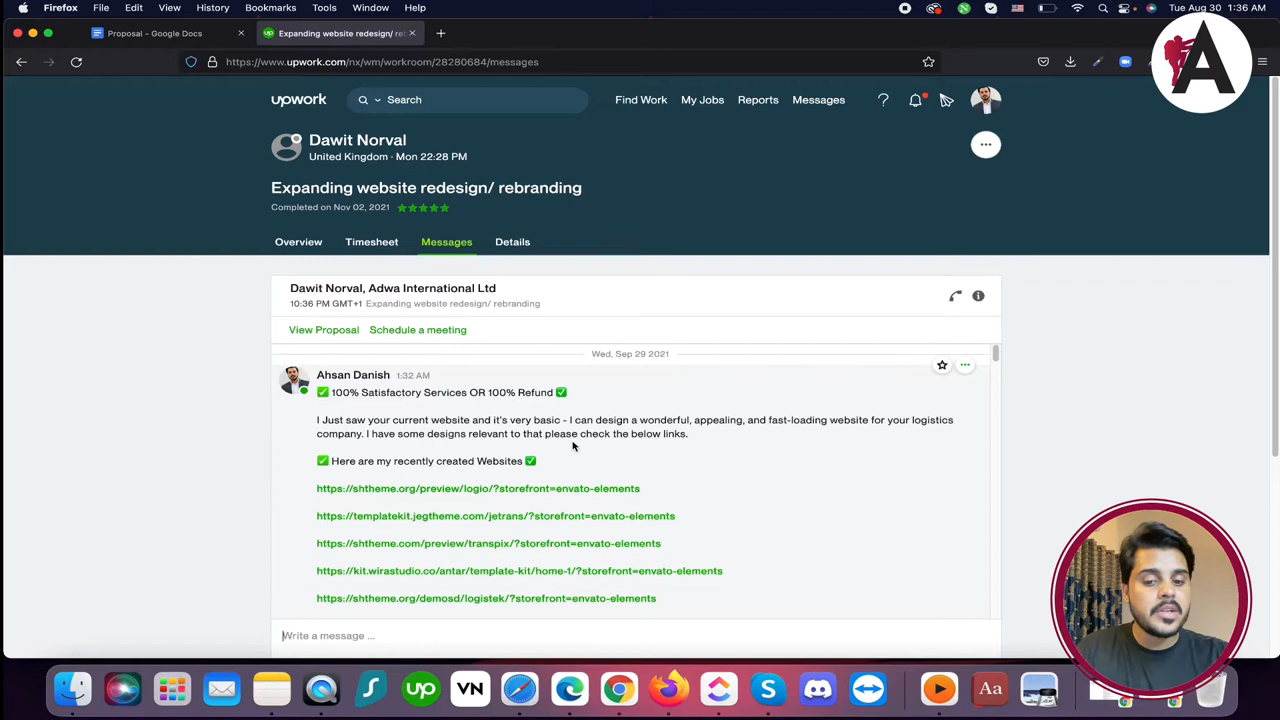 Firefox File Edit View History Bookmarks Tools Window Help Tue Aug 30 1:36 AM
Proposal - Google Docs
Expanding website redesign/ re
https://www.upwork.com/nx/wm/workroom/28280684/messages
A
upwork Search Find Work My Jobs Reports Messages
Dawit Norval
United Kingdom · Mon 22:28 PM
Expanding website redesign/ rebranding
Completed on Nov 02, 2021
Overview Timesheet Messages Details
Dawit Norval, Adwa International Ltd
10:36 PM GMT+1 Expanding website redesign/ rebranding
View Proposal Schedule a meeting
Wed, Sep 29 2021
Ahsan Danish 1:32 AM
✅ 100% Satisfactory Services OR 100% Refund ✅
I Just saw your current website and it's very basic - I can design a wonderful, appealing, and fast-loading website for your logistics
company. I have some designs relevant to that please check the below links.
✅ Here are my recently created Websites ✅
https://shtheme.org/preview/logio/?storefront=envato-elements
https://templatekit.jegtheme.com/jetrans/?storefront=envato-elements
https://shtheme.com/preview/transpix/?storefront=envato-elements
https://kit.wirastudio.co/antar/template-kit/home-1/?storefront=envato-elements
https://shtheme.org/demosd/logistek/?storefront=envato-elements
Write a message ...
up VN Aa